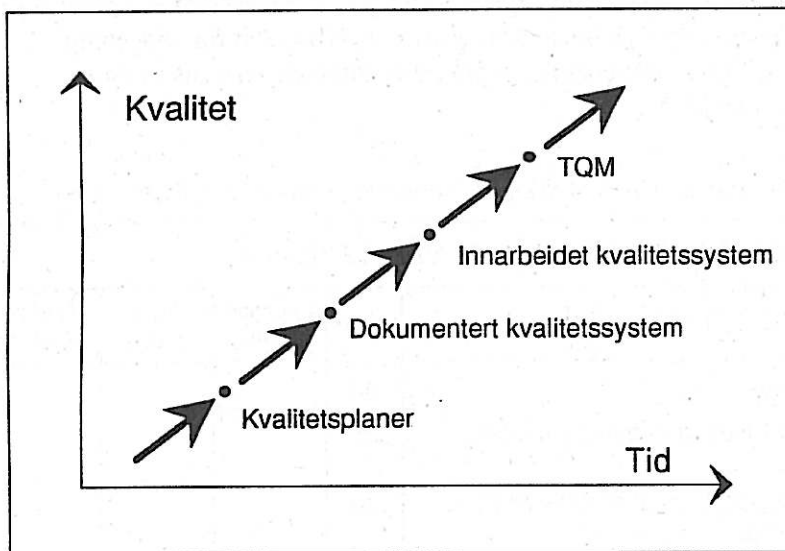 Kvalitet
TQM
Innarbeidet kvalitetssystem
Dokumentert kvalitetssystem
Kvalitetsplaner
Tid